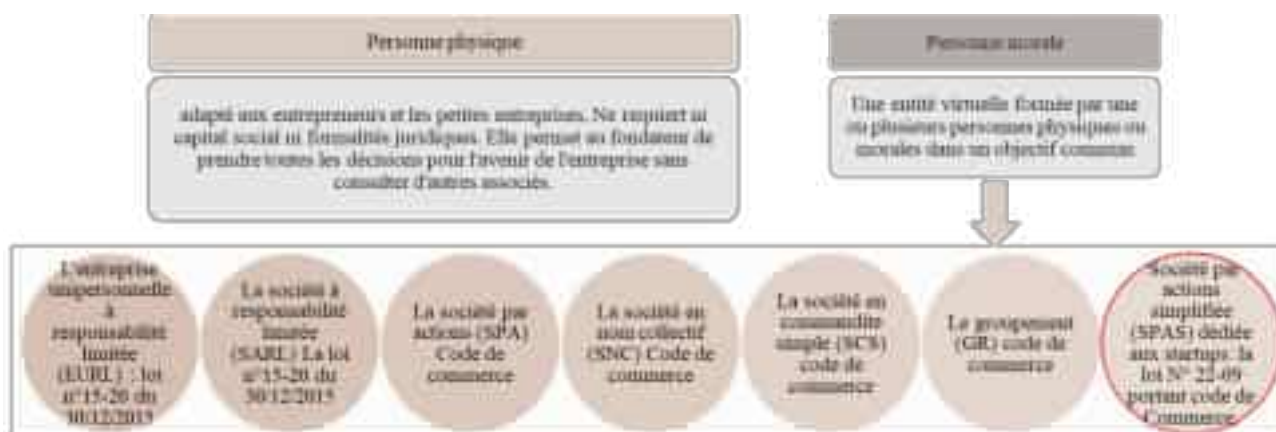 Personne physique
Personne morale
adapté aux entrepreneurs et les petites entreprises. Ne requiert ni
capital social ni formalités juridiques. Elle permet au fondateur de
prendre toutes les décisions pour l'avenir de l'entreprise sans
consulter d'autres associés.
Une entité virtuelle formée par une
ou plusieurs personnes physiques ou
morales dans un objectif commun
L'entreprise
unipersonnelle
à
responsabilité
limitée
(EURL) : loi
n°15-20 du
30/12/2015
La société à
responsabilité
limitée
(SARL) La loi
n°15-20 du
30/12/2015
La société par
actions (SPA)
Code de
commerce
La société en
nom collectif
(SNC) Code de
commerce
La société en
commandite
simple (SCS)
code de
commerce
Le groupement
(GR) code de
commerce
Société par
actions
simplifiée
(SPAS) dédiée
aux startups: la
loi N° 22-09
portant code de
Commerce